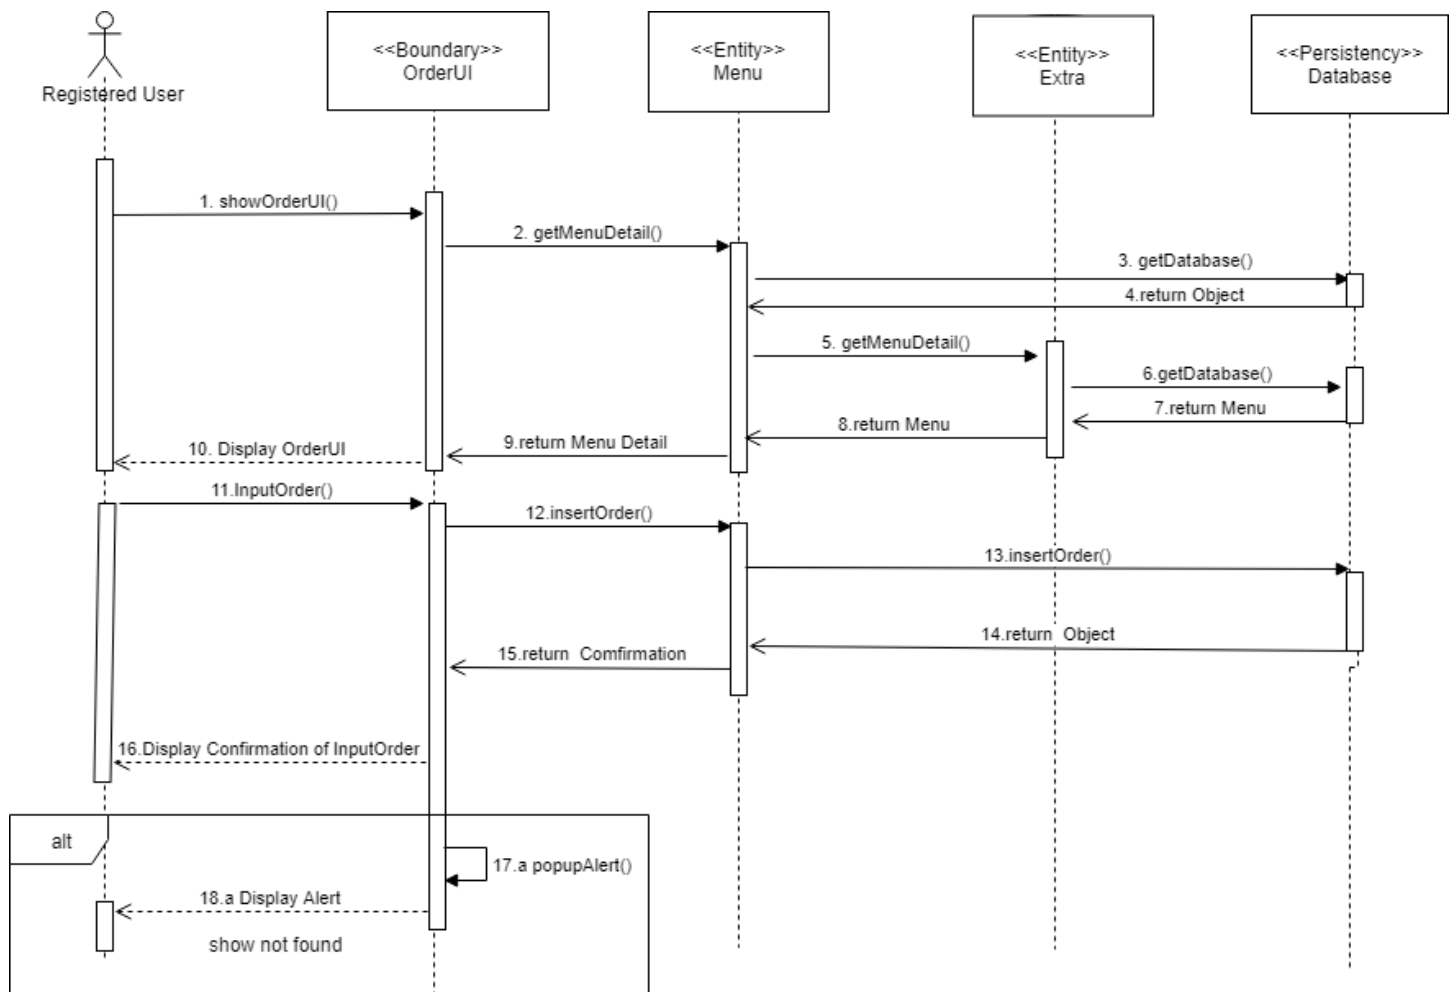 Registered User
<<Boundary>>
OrderUI
<<Entity>>
Menu
<<Entity>>
Extra
<<Persistency>>
Database
1. showOrderUI()
2. getMenuDetail()
3. getDatabase()
4.return Object
5. getMenuDetail()
6.getDatabase()
7.return Menu
8.return Menu
9.return Menu Detail
10. Display OrderUI
11.InputOrder()
12.insertOrder()
13.insertOrder()
14.return Object
15.return Comfirmation
16.Display Confirmation of InputOrder
alt
17.a popupAlert()
18.a Display Alert
show not found